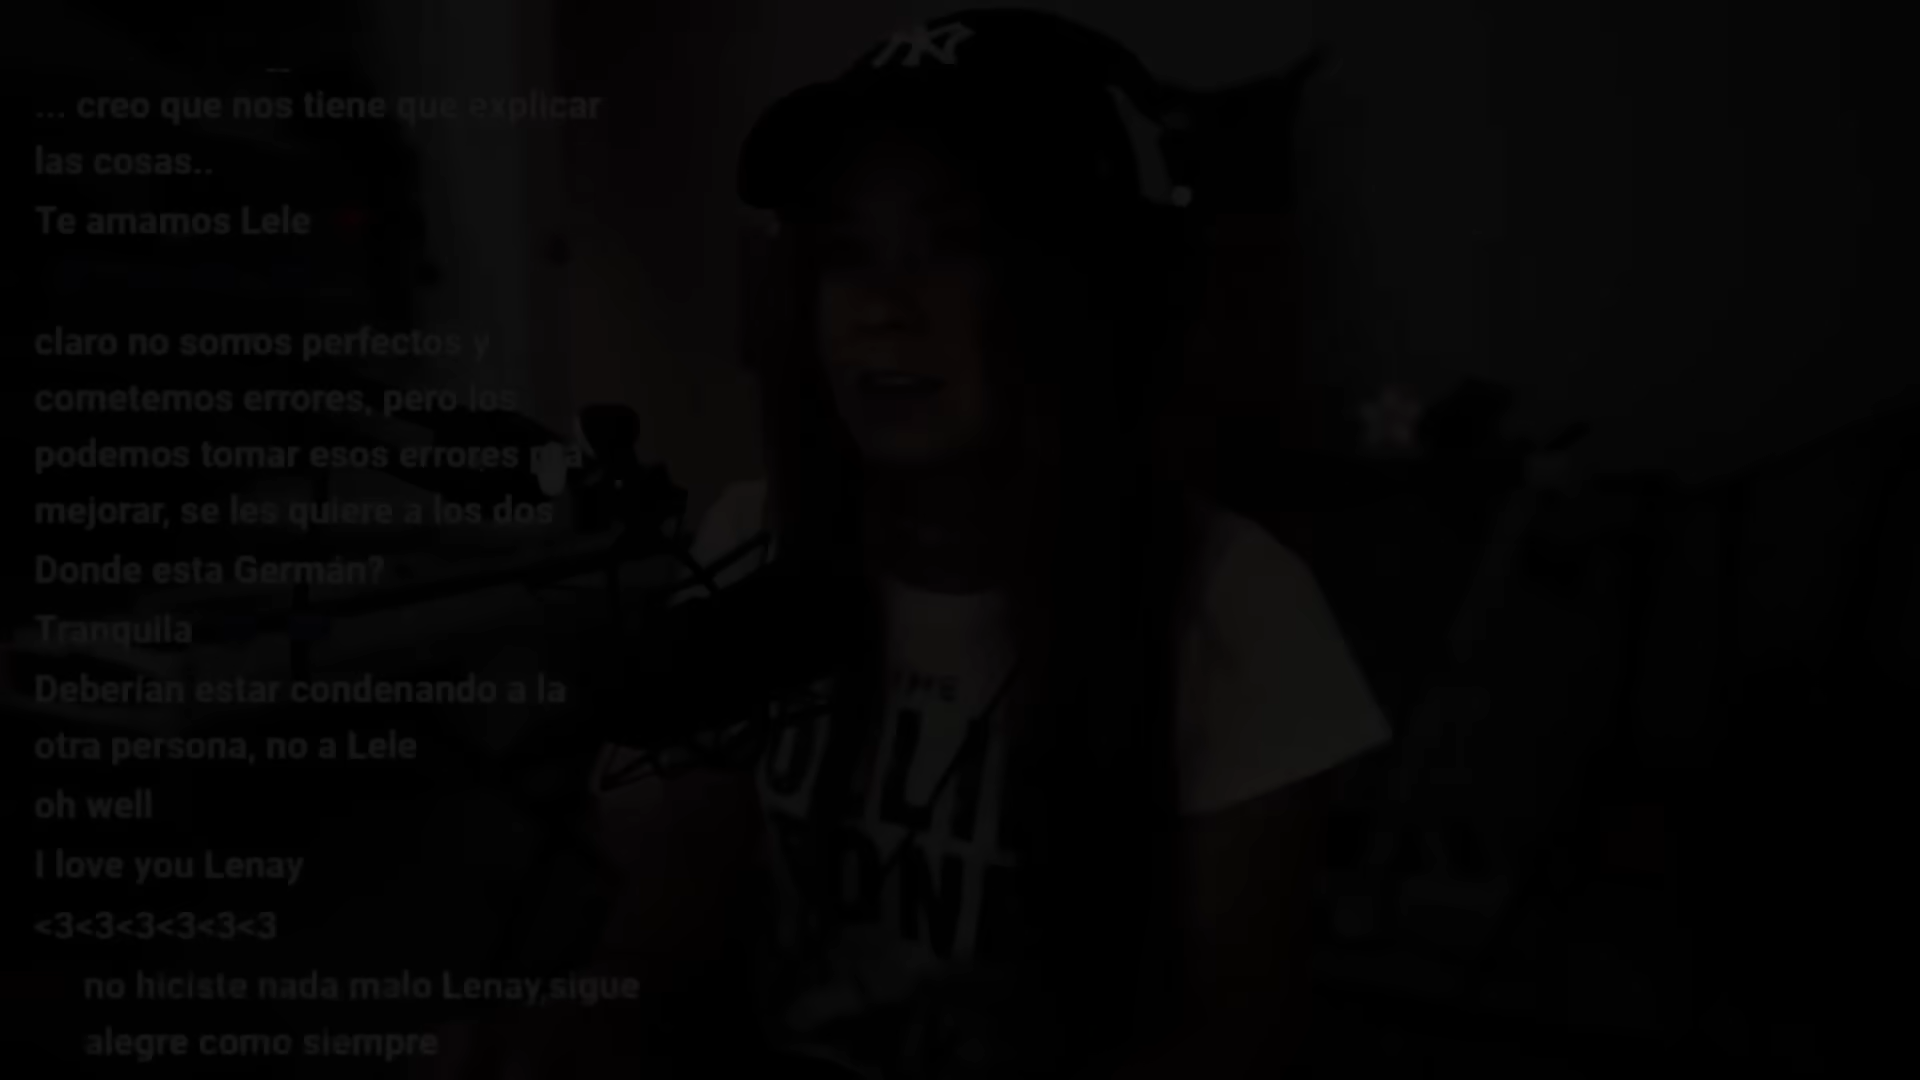 ... creo que nos tiene que explicar
las cosas..
Te amamos Lele
claro no somos perfectos y
cometemos errores, pero los
podemos tomar esos errores pra
mejorar, se les quiere a los dos
Donde esta Germán?
Tranquila
Deberían estar condenando a la
otra persona, no a Lele
oh well
I love you Lenay
<3<3<3<3<3<3
no hiciste nada malo Lenay,sigue
alegre como siempre
THE